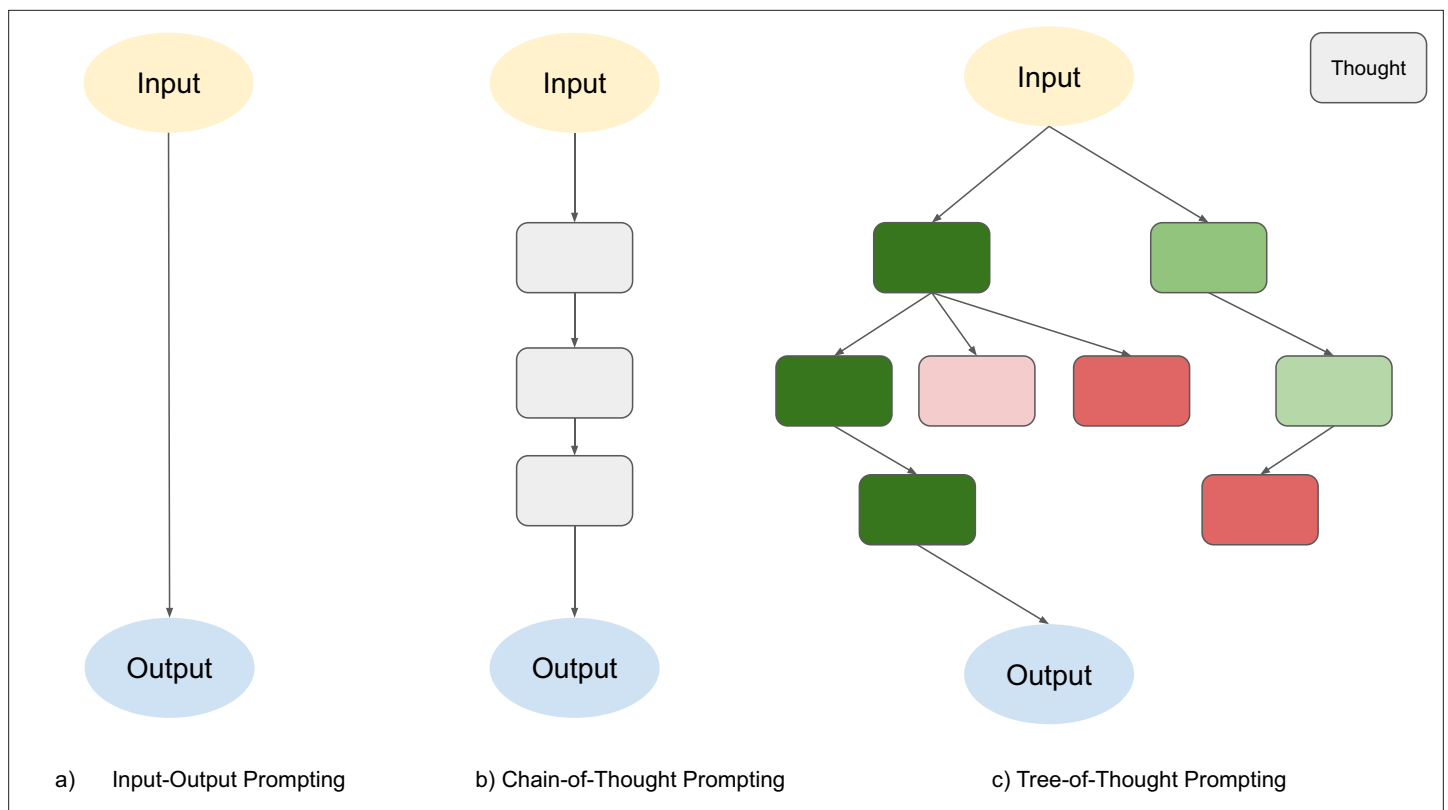 Input
Input
Input
Thought
Output
Output
Output
a) Input-Output Prompting
b) Chain-of-Thought Prompting
c) Tree-of-Thought Prompting